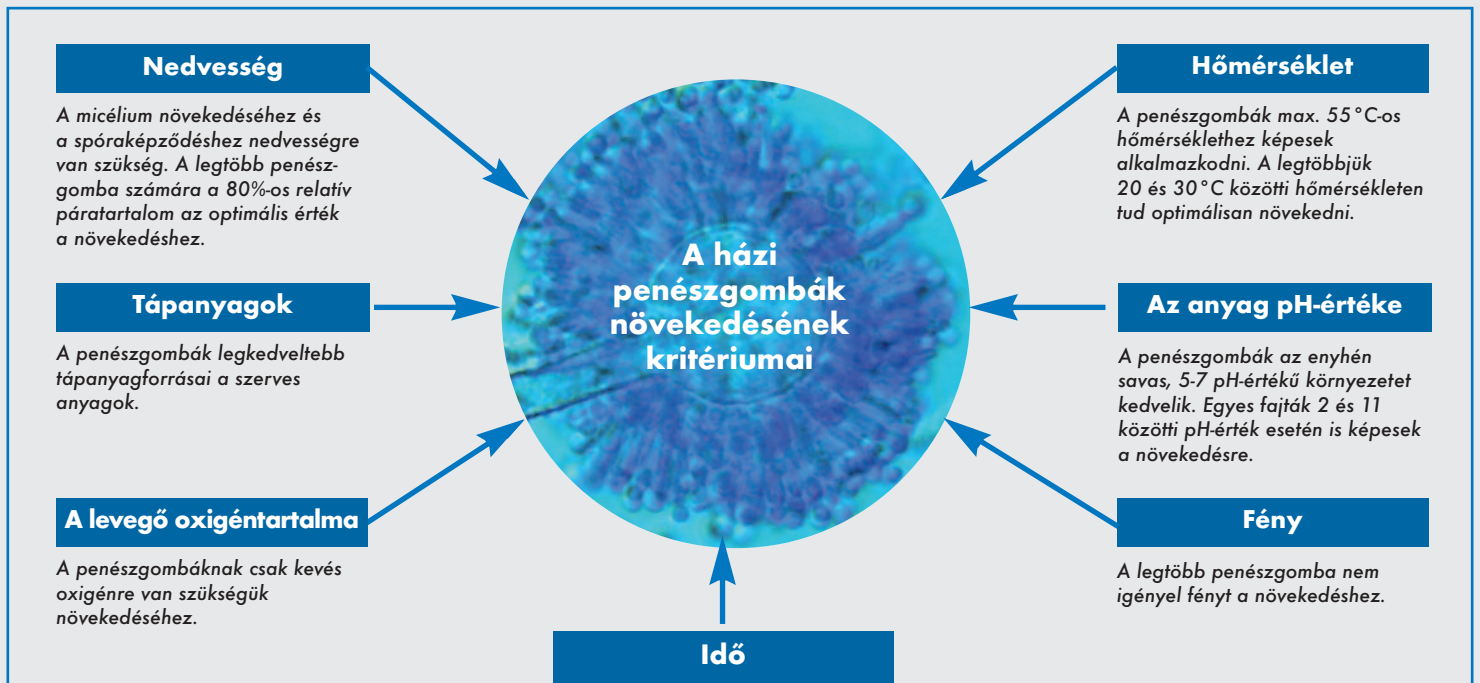 Nedvesség
A micélium növekedéséhez és
a spóraképződéshez nedvességre
van szükség. A legtöbb penész-
gomba számára a 80%-os relatív
páratartalom az optimális érték
a növekedéshez.
Tápanyagok
A penészgombák legkedveltebb
tápanyagforrásai a szerves
anyagok.
A levegő oxigéntartalma
A penészgombáknak csak kevés
oxigénre van szükségük
növekedéséhez.
A házi
penészgombák
növekedésének
kritériumai
Idő
Hőmérséklet
A penészgombák max. 55°C-os
hőmérséklethez képesek
alkalmazkodni. A legtöbbjük
20 és 30°C közötti hőmérsékleten
tud optimálisan növekedni.
Az anyag pH-értéke
A penészgombák az enyhén
savas, 5-7 pH-értékű környezetet
kedvelik. Egyes fajták 2 és 11
közötti pH-érték esetén is képesek
a növekedésre.
Fény
A legtöbb penészgomba nem
igényel fényt a növekedéshez.